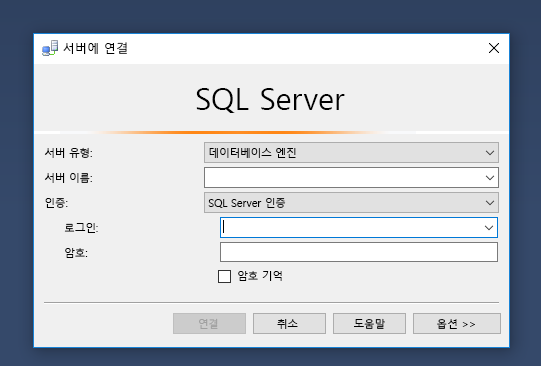 서버에 연결
SQL Server
서버 유형:
데이터베이스 엔진
서버 이름:
인증:
SQL Server 인증
로그인:
암호:
암호 기억
연결
취소
도움말
옵션 >>